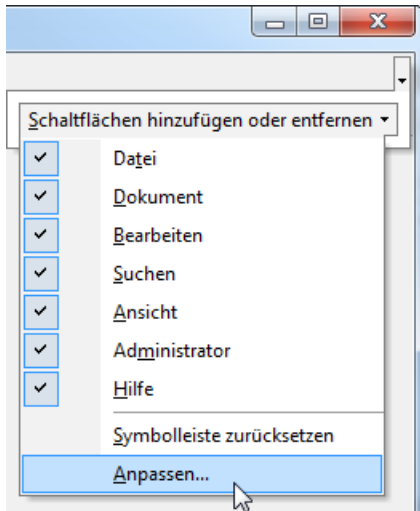 Schaltflächen hinzufügen oder entfernen
Datei
Dokument
Bearbeiten
Suchen
Ansicht
Administrator
Hilfe
Symbolleiste zurücksetzen
Anpassen...